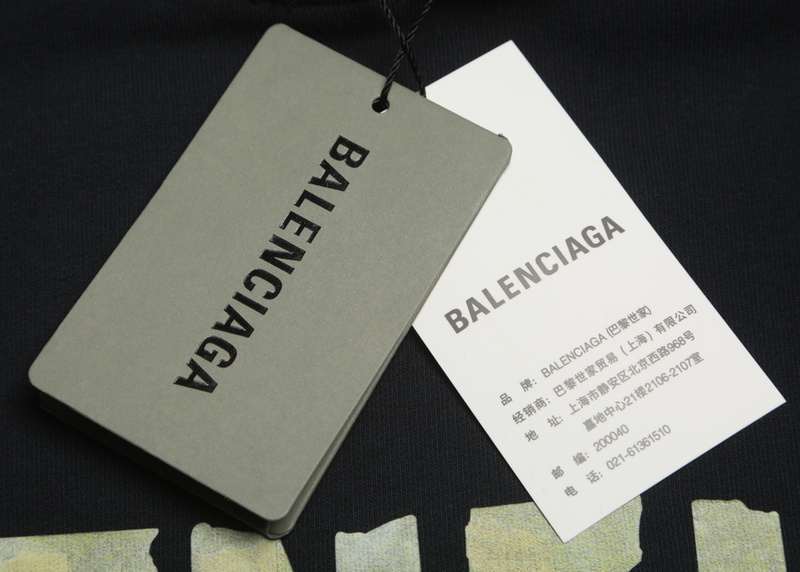 BALENCIAGA
BALENCIAGA
品 牌: BALENCIAGA (巴黎世家)
经销商: 巴黎世家贸易（上海）有限公司
地 址: 上海市静安区北京西路968号
嘉地中心21樓2106-2107室
邮 编: 200040
电 话: 021-61361510